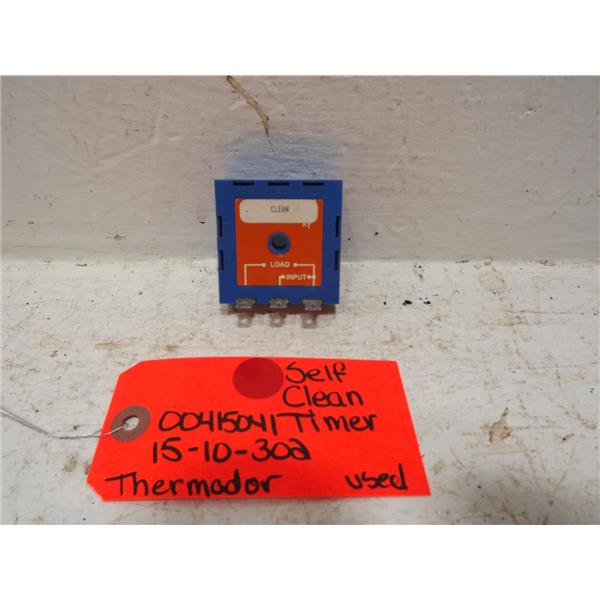 CLEAN
LOAD
INPUT
Self
Clean
00415041 Timer
15-10-302
Thermador used